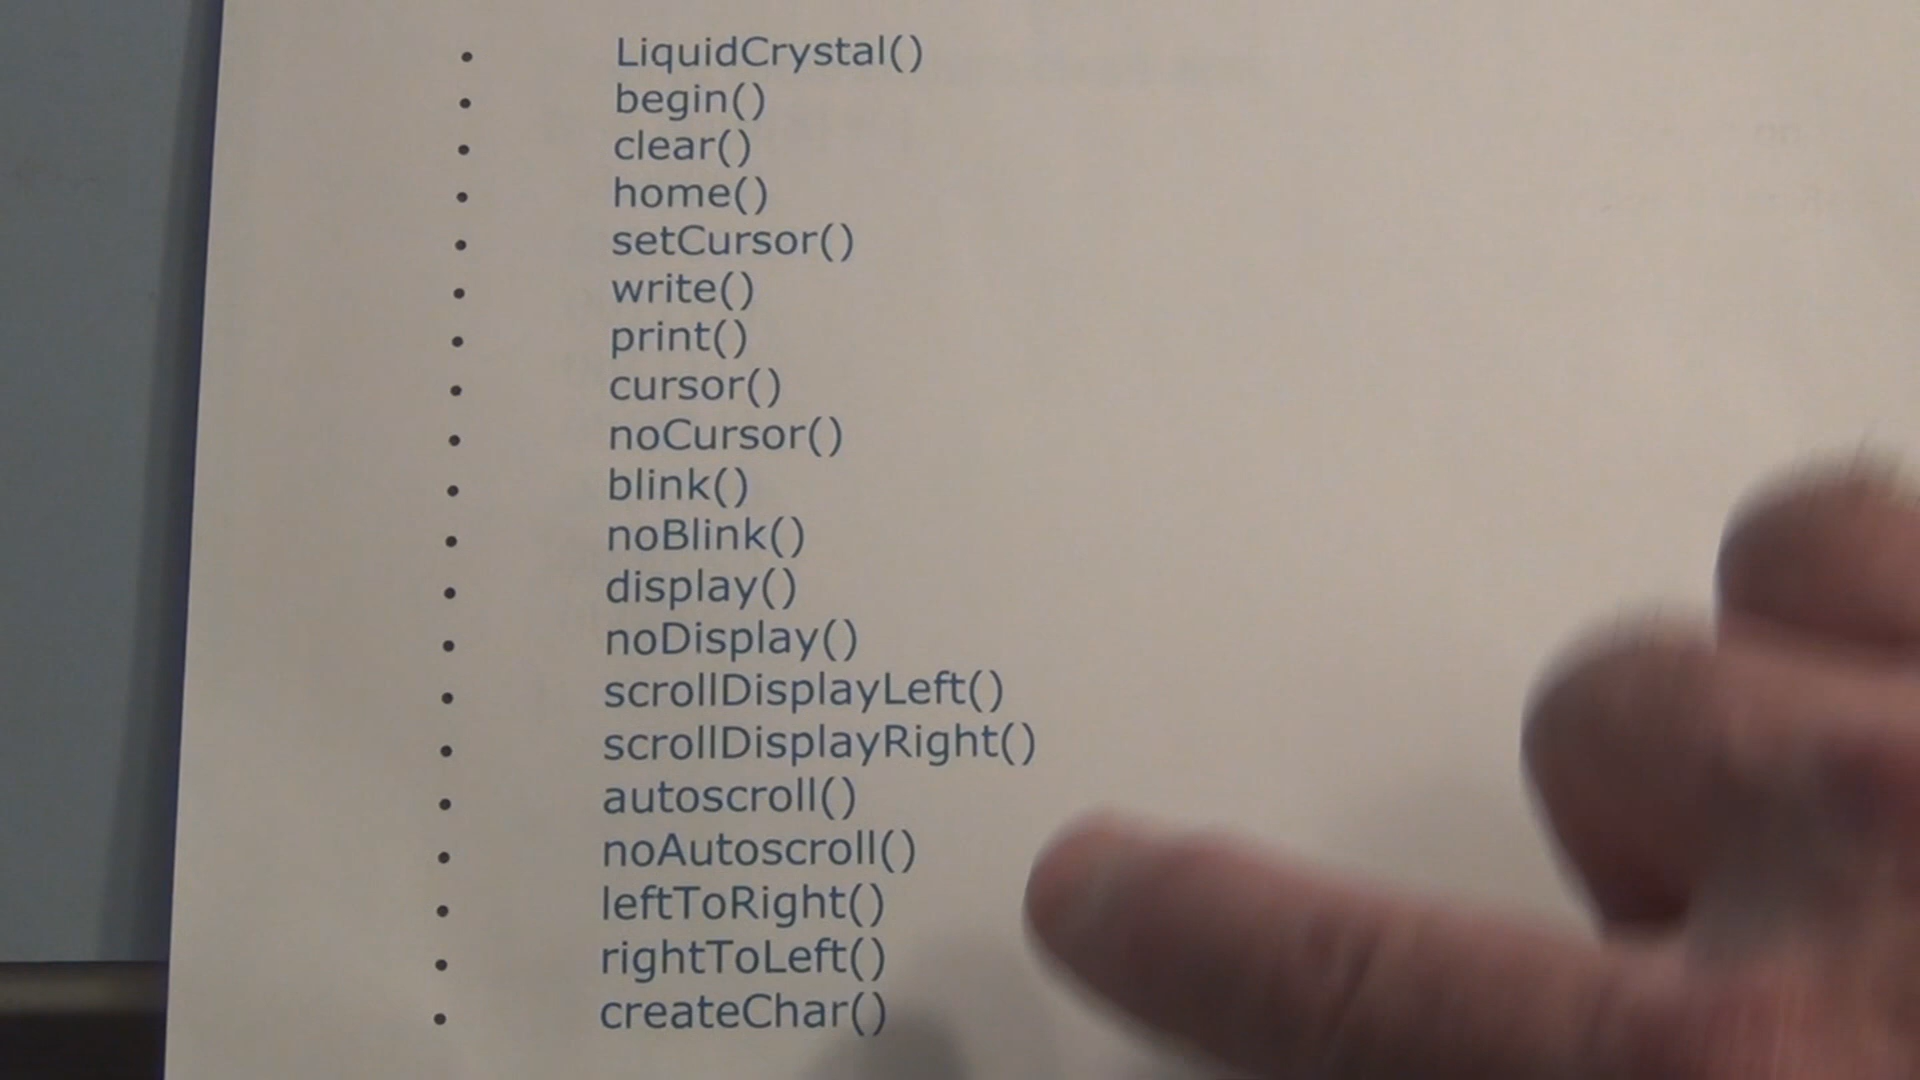 • LiquidCrystal()
• begin()
• clear()
• home()
• setCursor()
• write()
• print()
• cursor()
• noCursor()
• blink()
• noBlink()
• display()
• noDisplay()
• scrollDisplayLeft()
• scrollDisplayRight()
• autoscroll()
• noAutoscroll()
• leftToRight()
• rightToLeft()
• createChar()